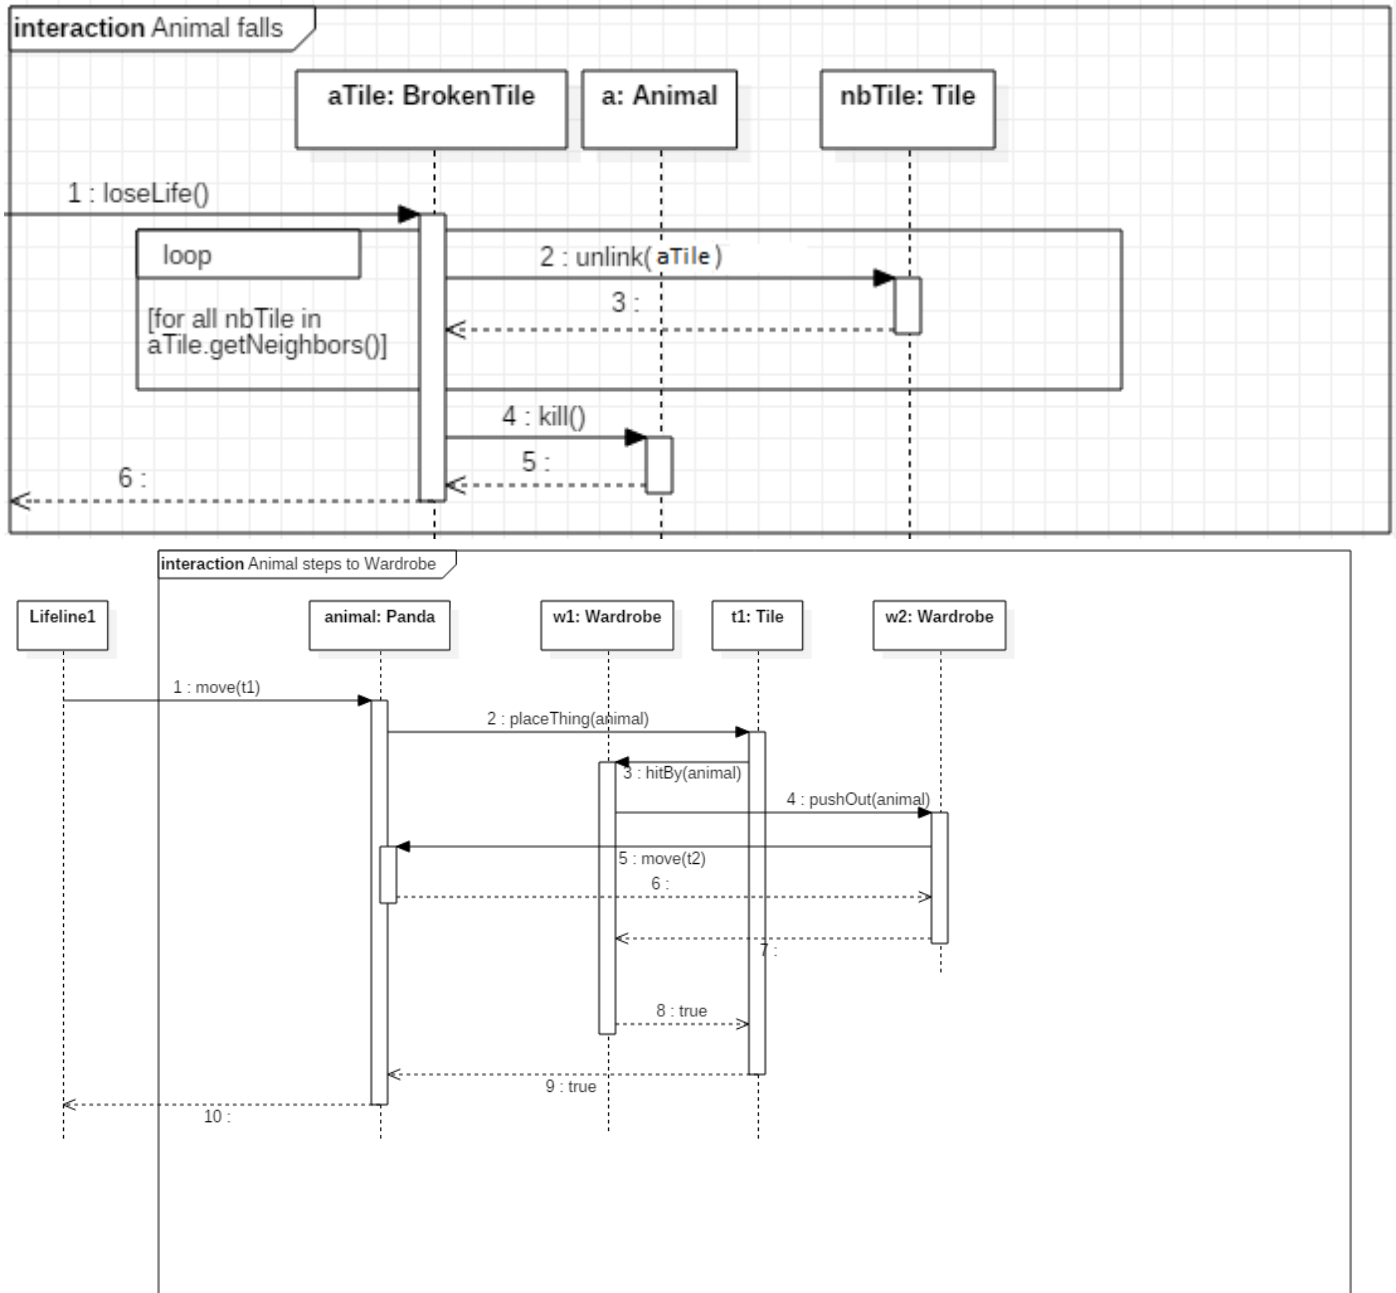 interaction Animal falls
aTile: BrokenTile
a: Animal
nbTile: Tile
1 : loseLife()
loop
2 : unlink( aTile )
3 :
[for all nbTile in
aTile.getNeighbors()]
4 : kill()
5 :
6 :
interaction Animal steps to Wardrobe
Lifeline1
animal: Panda
w1: Wardrobe
t1: Tile
w2: Wardrobe
1 : move(t1)
2 : placeThing(animal)
3 : hitBy(animal)
4 : pushOut(animal)
5 : move(t2)
6 :
7 :
8 : true
9 : true
10 :